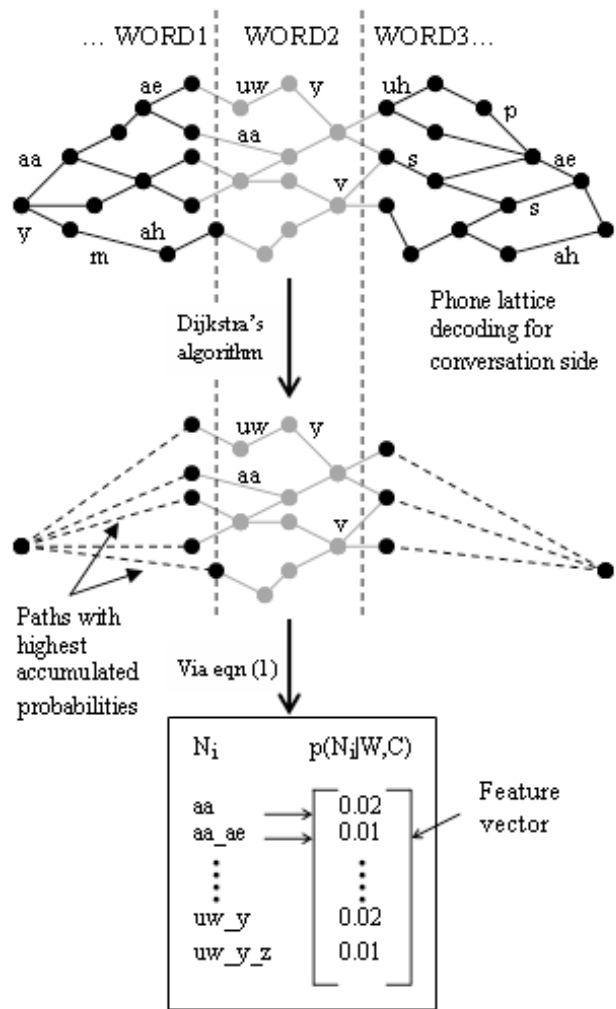 ... WORD1 WORD2 WORD3...
ae uw y uh p
aa aa s ae
v s
y m ah ah
Dijkstra's
algorithm
Phone lattice
decoding for
conversation side
uw y
aa
v
Paths with
highest
accumulated
probabilities
Via eqn (1)
N_i p(N_i|W,C)
aa 0.02
aa_ae 0.01
uw_y 0.02
uw_y_z 0.01
Feature
vector